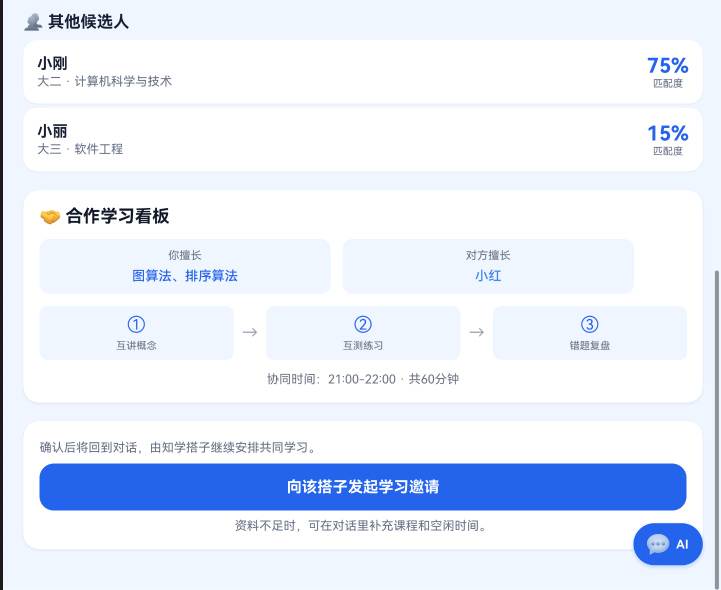 其他候选人
小刚
大二 · 计算机科学与技术
75%
匹配度
小丽
大三 · 软件工程
15%
匹配度
合作学习看板
你擅长
图算法、排序算法
对方擅长
小红
①
互讲概念
→
②
互测练习
→
③
错题复盘
协同时间：21:00-22:00 · 共60分钟
确认后将回到对话，由知学搭子继续安排共同学习。
向该搭子发起学习邀请
资料不足时，可在对话里补充课程和空闲时间。
AI